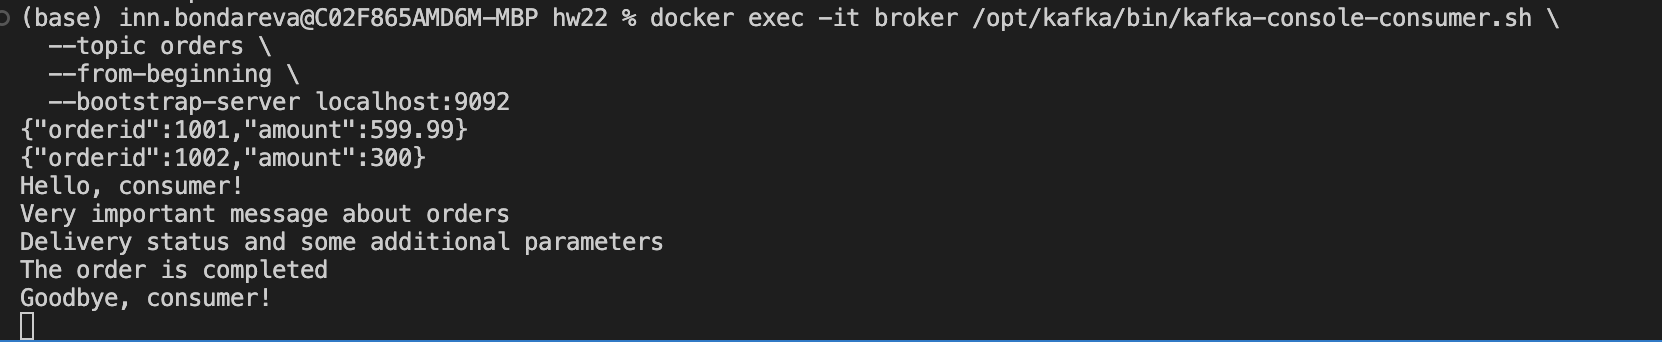 (base) inn.bondareva@C02F865AMD6M-MBP hw22 % docker exec -it broker /opt/kafka/bin/kafka-console-consumer.sh \
  --topic orders \
  --from-beginning \
  --bootstrap-server localhost:9092
{"orderid":1001,"amount":599.99}
{"orderid":1002,"amount":300}
Hello, consumer!
Very important message about orders
Delivery status and some additional parameters
The order is completed
Goodbye, consumer!